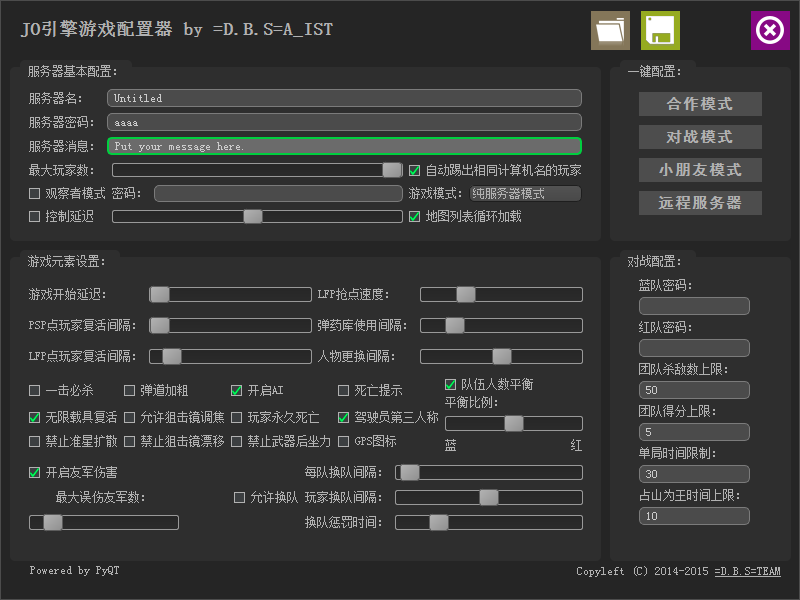 JO引擎游戏配置器 by =D.B.S=A_IST
服务器基本配置:
服务器名: Untitled
服务器密码: aaaa
服务器消息: Put your message here.
最大玩家数: 自动踢出相同计算机名的玩家
观察者模式 密码: 游戏模式: 纯服务器模式
控制延迟 地图列表循环加载
一键配置:
合作模式
对战模式
小朋友模式
远程服务器
游戏元素设置:
游戏开始延迟: LFP抢点速度:
PSP点玩家复活间隔: 弹药库使用间隔:
LFP点玩家复活间隔: 人物更换间隔:
一击必杀 弹道加粗 开启AI 死亡提示 队伍人数平衡
平衡比例:
无限载具复活 允许狙击镜调焦 玩家永久死亡 驾驶员第三人称
禁止准星扩散 禁止狙击镜漂移 禁止武器后坐力 GPS图标 蓝 红
开启友军伤害 每队换队间隔:
最大误伤友军数: 允许换队 玩家换队间隔:
换队惩罚时间:
对战配置:
蓝队密码:
红队密码:
团队杀敌数上限:
50
团队得分上限:
5
单局时间限制:
30
占山为王时间上限:
10
Powered by PyQT
Copyleft (C) 2014-2015 =D.B.S=TEAM